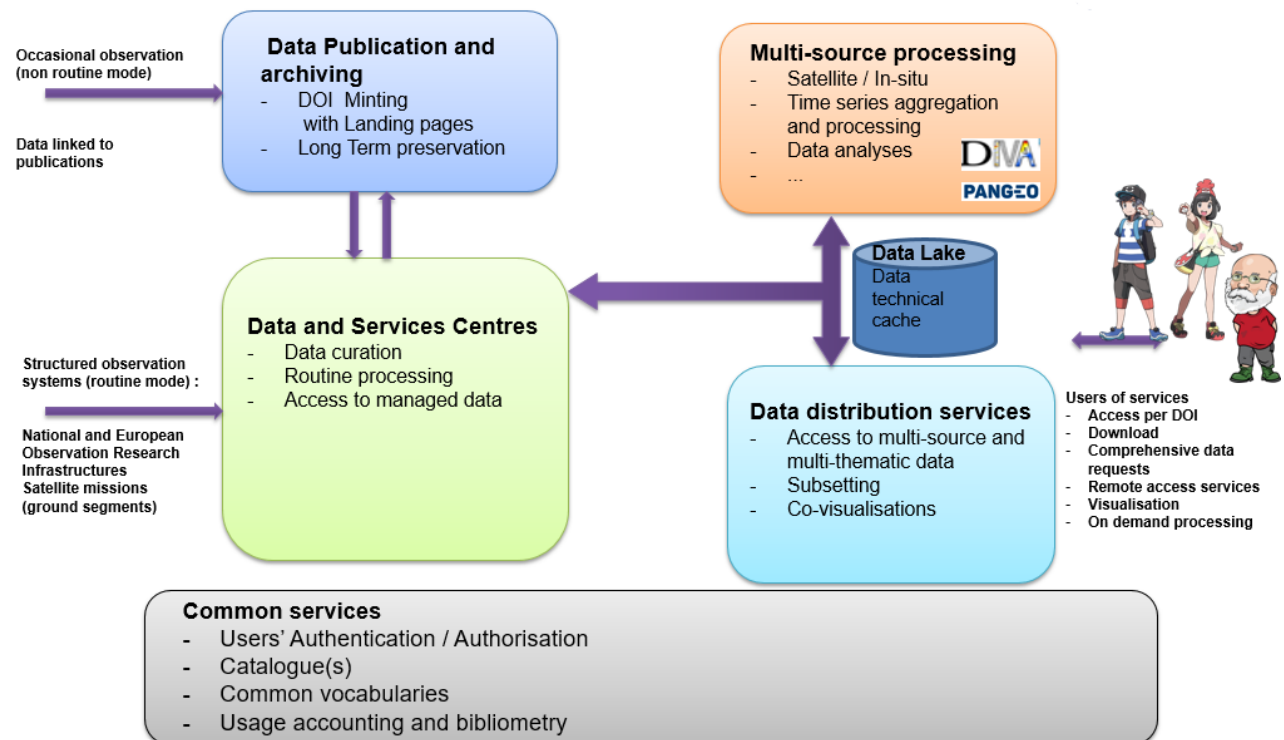 Occasional observation
(non routine mode)
Data linked to
publications
Data Publication and
archiving
- DOI Minting
with Landing pages
- Long Term preservation
Multi-source processing
- Satellite / In-situ
- Time series aggregation
and processing
- Data analyses
- ...
DIVA
PANGEO
Data Lake
Data
technical
cache
Structured observation
systems (routine mode) :
National and European
Observation Research
Infrastructures
Satellite missions
(ground segments)
Data and Services Centres
- Data curation
- Routine processing
- Access to managed data
Data distribution services
- Access to multi-source and
multi-thematic data
- Subsetting
- Co-visualisations
Users of services
- Access per DOI
- Download
- Comprehensive data
requests
- Remote access services
- Visualisation
- On demand processing
Common services
- Users’ Authentication / Authorisation
- Catalogue(s)
- Common vocabularies
- Usage accounting and bibliometry